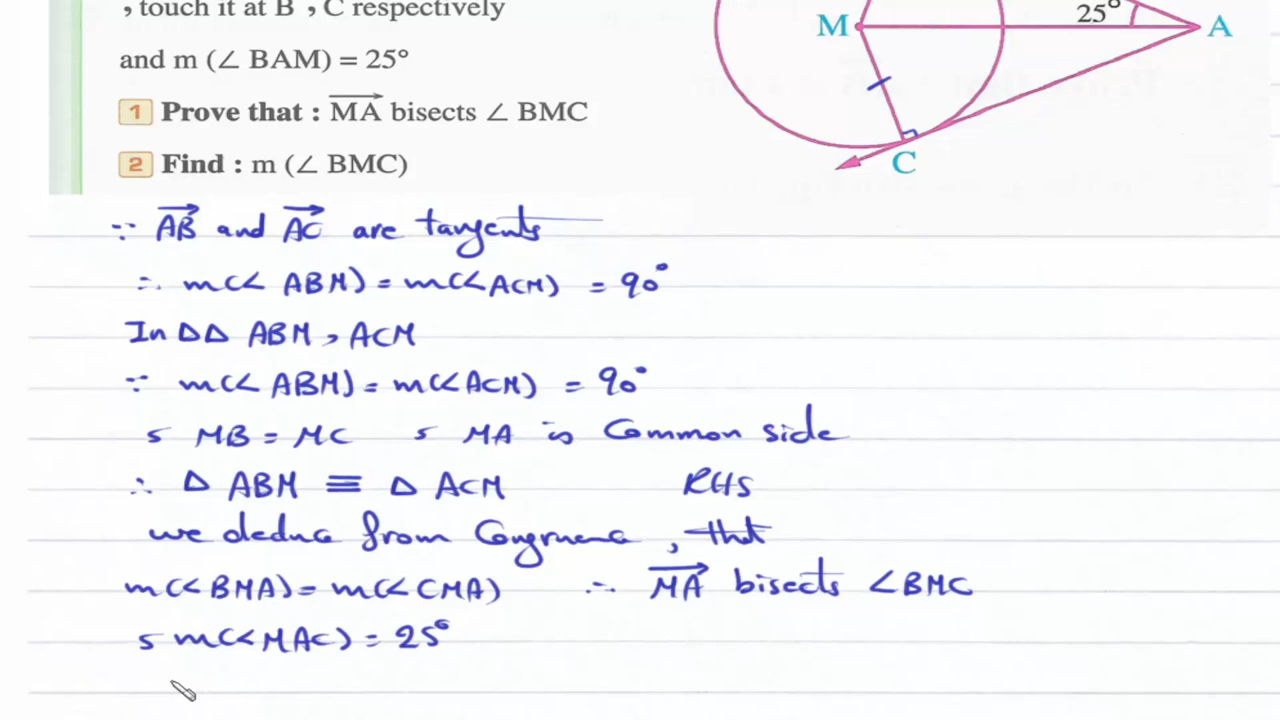 , touch it at B , C respectively
and m (∠ BAM) = 25°
1 Prove that : MA bisects ∠ BMC
2 Find : m (∠ BMC)
M
25°
A
C
∵ AB and AC are tangents
∴ m(∠ ABM) = m(∠ ACM) = 90°
In ΔΔ ABM , ACM
∵ m(∠ ABM) = m(∠ ACM) = 90°
, MB = MC , MA is Common side
∴ Δ ABM ≡ Δ ACM RHS
we deduce from Congruence , that
m(∠BMA) = m(∠ CMA) ∴ MA bisects ∠BMC
, m(∠MAC) = 25°